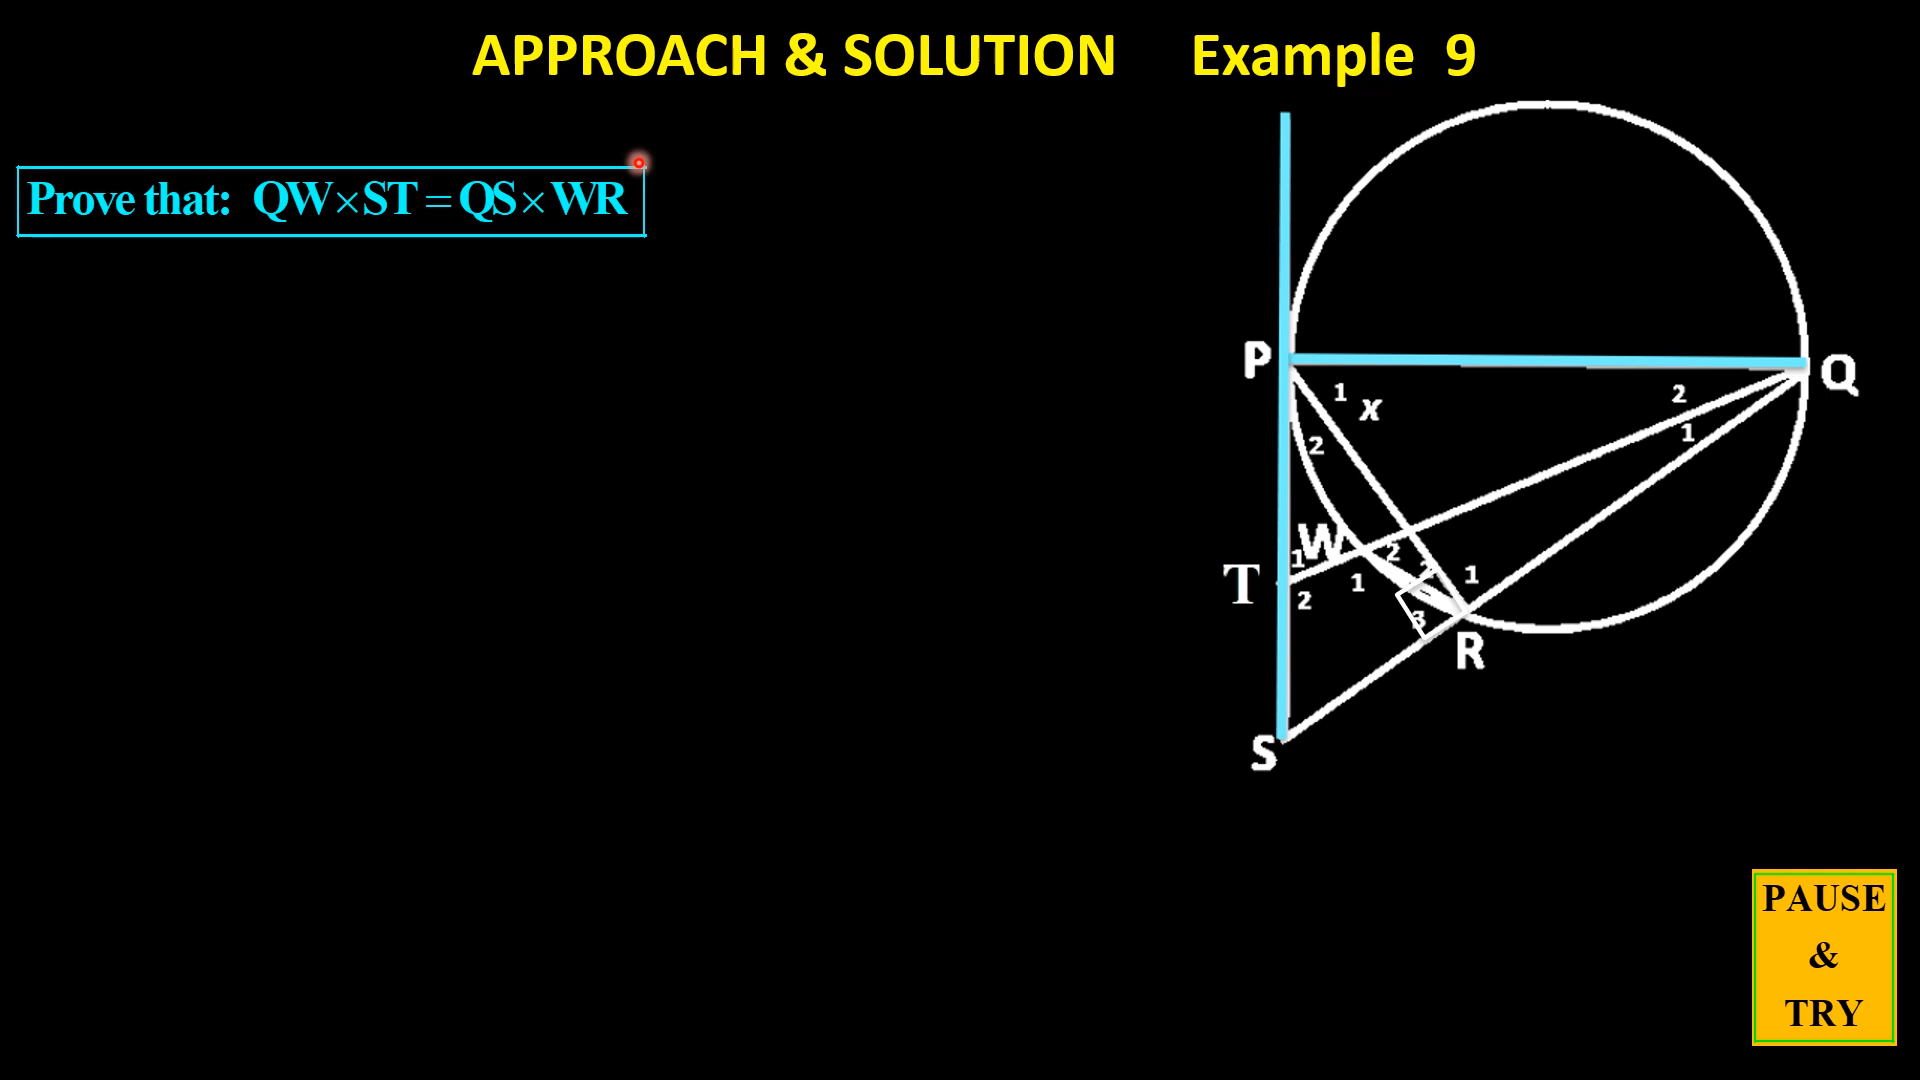 APPROACH & SOLUTION Example 9
Prove that: QW×ST=QS×WR
P
Q
1 x
2
2
1
W
1
2
T
2
1
2
1
3
R
S
PAUSE
&
TRY